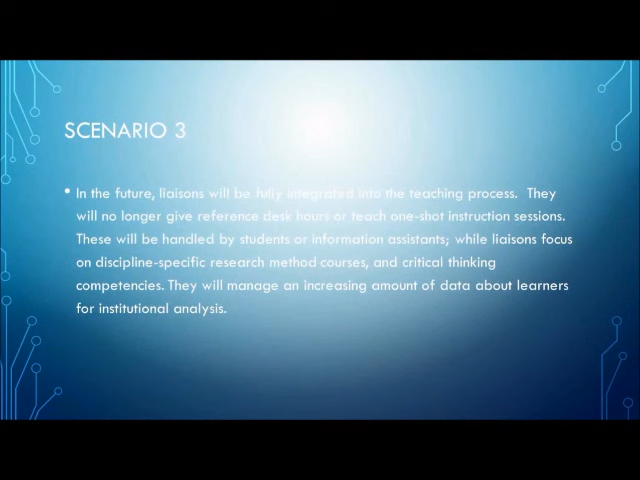 SCENARIO 3
• In the future, liaisons will be fully integrated into the teaching process. They
will no longer give reference desk hours or teach one-shot instruction sessions.
These will be handled by students or information assistants; while liaisons focus
on discipline-specific research method courses, and critical thinking
competencies. They will manage an increasing amount of data about learners
for institutional analysis.